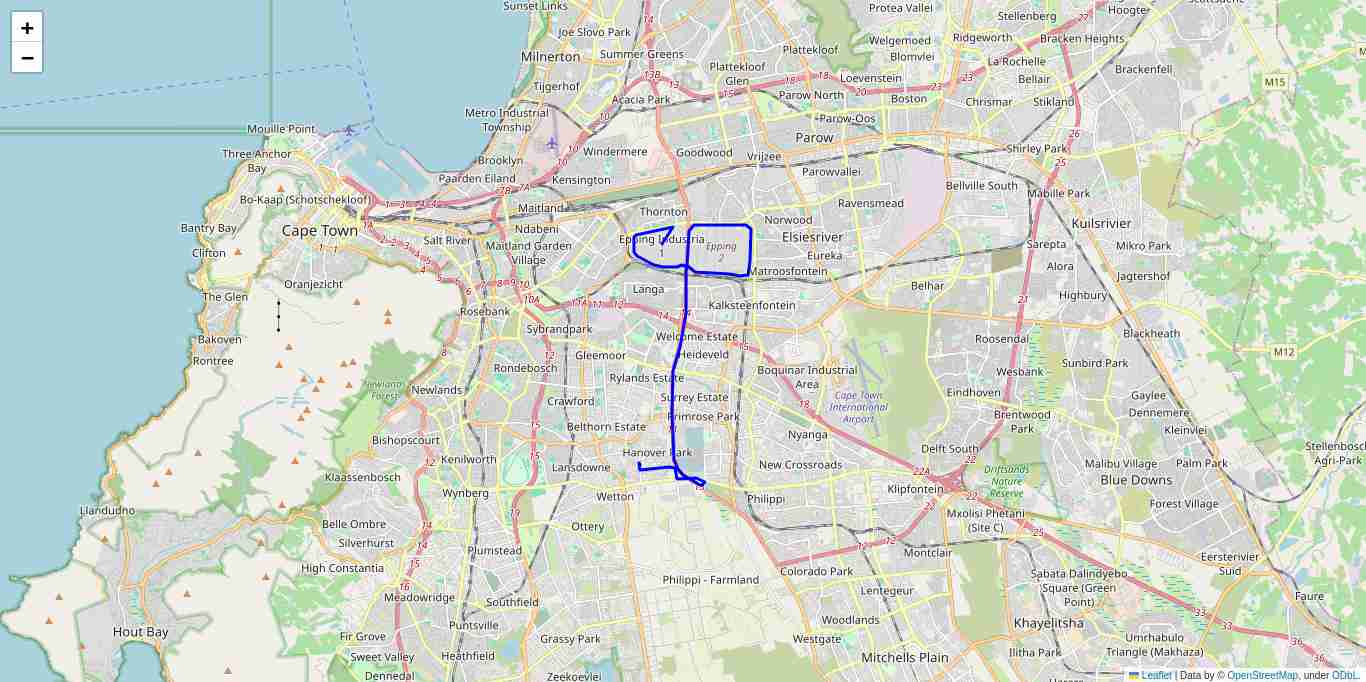 Sunset Links
Protea Vallei
Scottsdene
Hoogte
+
14
Joe Slovo Park
Stellenberg
Ridgeworth
Bracken Heights
Welgemoed
Plattekloof
Blomvlei
Milnerton
Summer Greens
Plattekloof
Glen
La Rochelle
Bellair
−
13B
Loevenstein
Brackenfell
M15
Tijgerhof
Acacia Park
Parow North
Boston
Chrismar
Stikland
Metro Industrial
Township
Parow-Oos
Mouille Point
Parow
Three Anchor
Bay
Brooklyn
Windermere
Goodwood
Vrijzee
Shirley Park
Paarden Eiland
Kensington
Parowvallei
Bellville South
Mabille Park
Bo-Kaap (Schotschekloof)
Maitland
Thornton
Ravensmead
Norwood
Kuilsrivier
Bantry Bay
Cape Town
Salt River
Ndabeni
Epping Industria
1
Epping
2
Elsiesriver
Clifton
Maitland Garden
Village
Eureka
Sarepta
Mikro Park
Matroosfontein
Alora
Jagtershof
Oranjezicht
Langa
Belhar
Highbury
The Glen
10A
Kalksteenfontein
Rosebank
Sybrandpark
Welcome Estate
Roosendal
Blackheath
Bakoven
Rontree
Gleemoor
Heideveld
M12
Rondebosch
Rylands Estate
Boquinar Industrial
Area
Wesbank
Sunbird Park
Newlands
Forest
Newlands
Surrey Estate
Cape Town
International
Airport
Eindhoven
Gaylee
Crawford
Primrose Park
Brentwood
Park
Dennemere
Belthorn Estate
Nyanga
Kleinvlei
Bishopscourt
Hanover Park
Delft South
Stellenbosch
Agri-Park
Kenilworth
Lansdowne
New Crossroads
22A
Driftsands
Nature
Reserve
Malibu Village
Palm Park
Klaassenbosch
Wynberg
Wetton
Philippi
Klipfontein
Blue Downs
Llandudno
Forest Village
Belle Ombre
Ottery
Mxolisi Phetani
(Site C)
Silverhurst
Plumstead
Montclair
Eersterivier
Suid
High Constantia
Philippi - Farmland
Colorado Park
Sabata Dalindyebo
Square (Green
Point)
Meadowridge
Southfield
Lentegeur
Faure
Hout Bay
Puntsville
Woodlands
Khayelitsha
Fir Grove
Grassy Park
Westgate
Umrhabulo
Triangle (Makhaza)
Sweet Valley
Heathfield
Mitchells Plain
Ilitha Park
Dennedal
Zeekoevlei
Leaflet | Data by © OpenStreetMap, under ODbL.